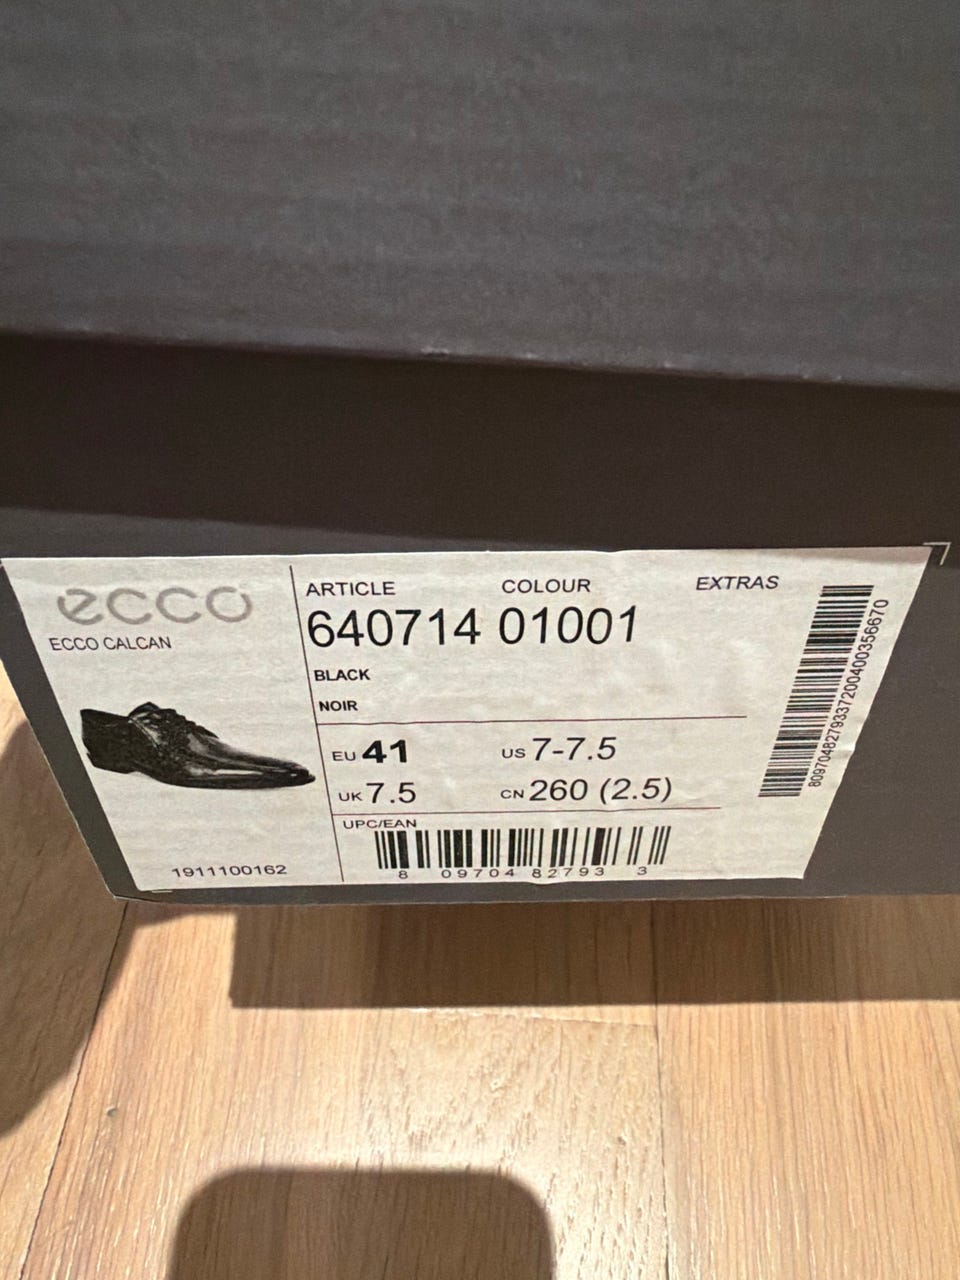 ecco
ECCO CALCAN
1911100162
ARTICLE COLOUR EXTRAS
640714 01001
BLACK
NOIR
EU 41 US 7-7.5
UK 7.5 CN 260 (2.5)
UPC/EAN
8 09704 82793 3
8097048279337200400356670